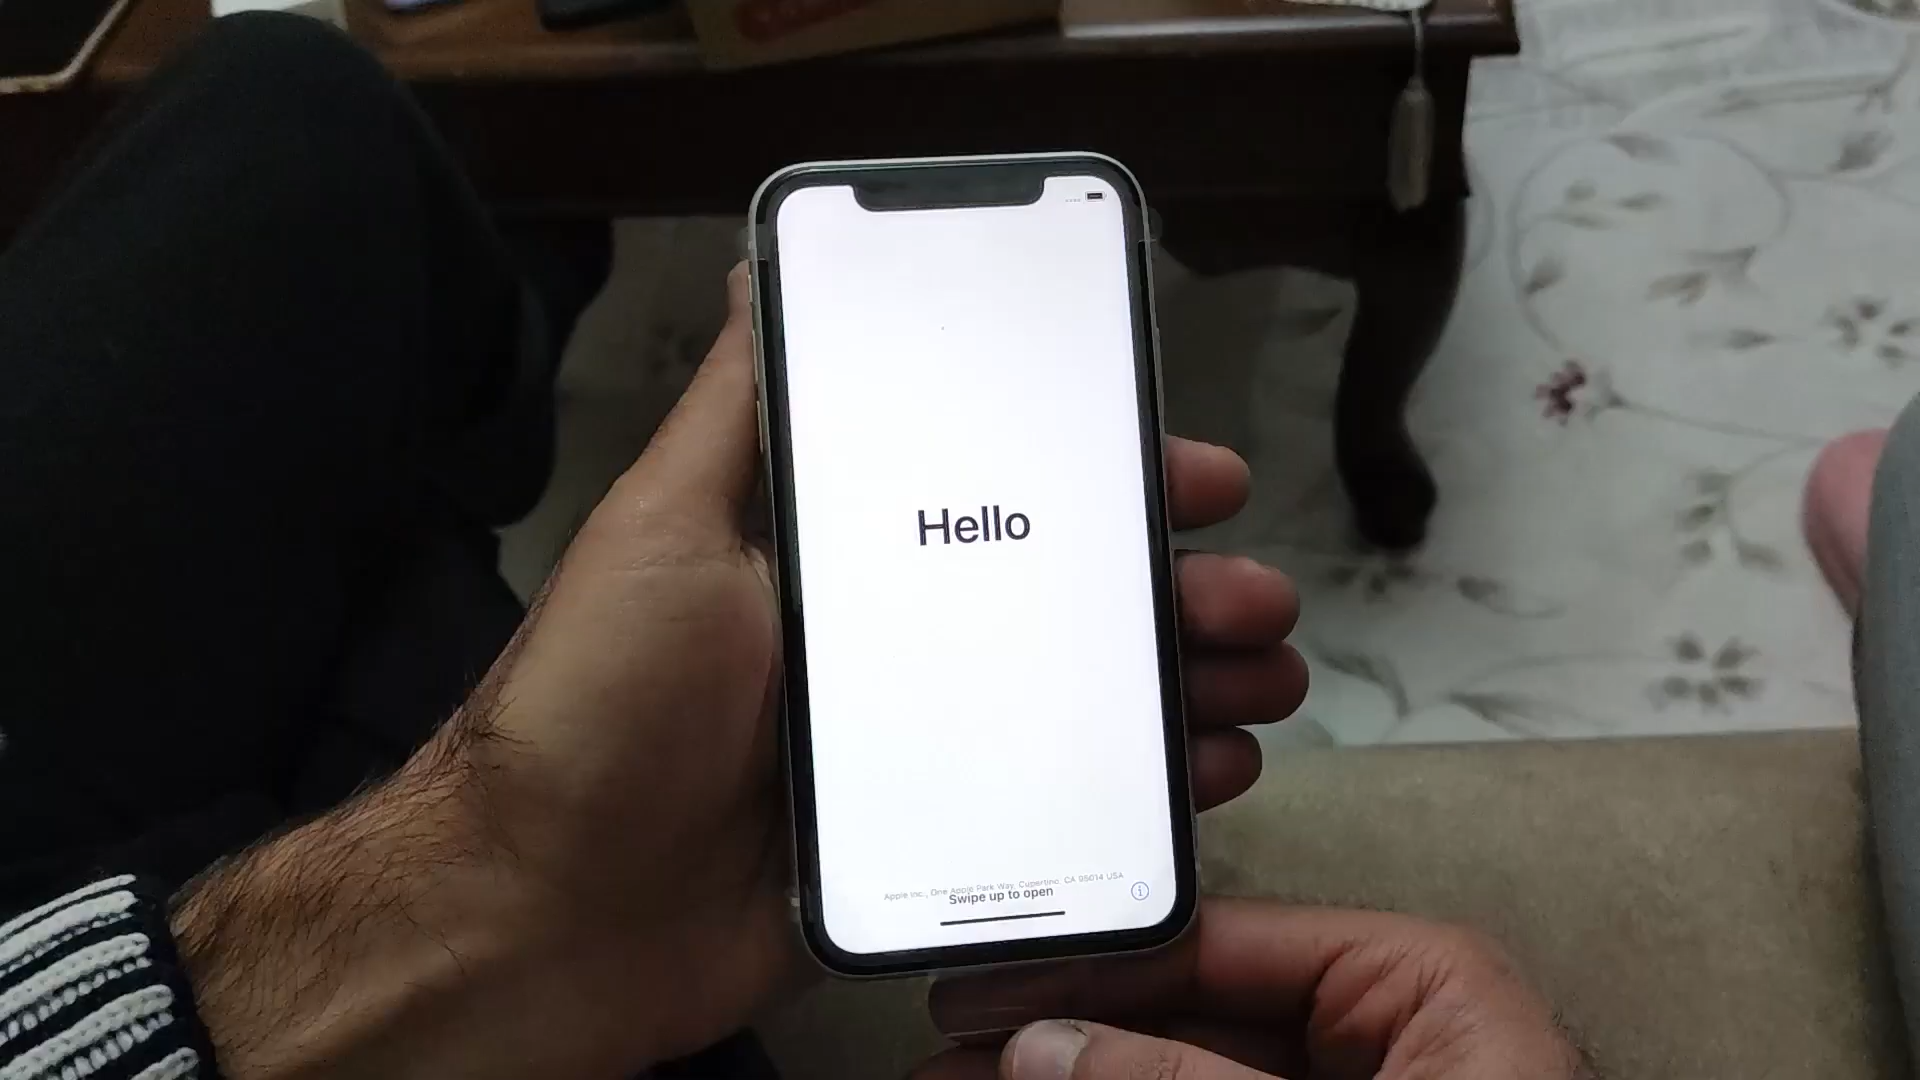 Hello
Apple Inc., One Apple Park Way, Cupertino, CA 95014 USA
Swipe up to open